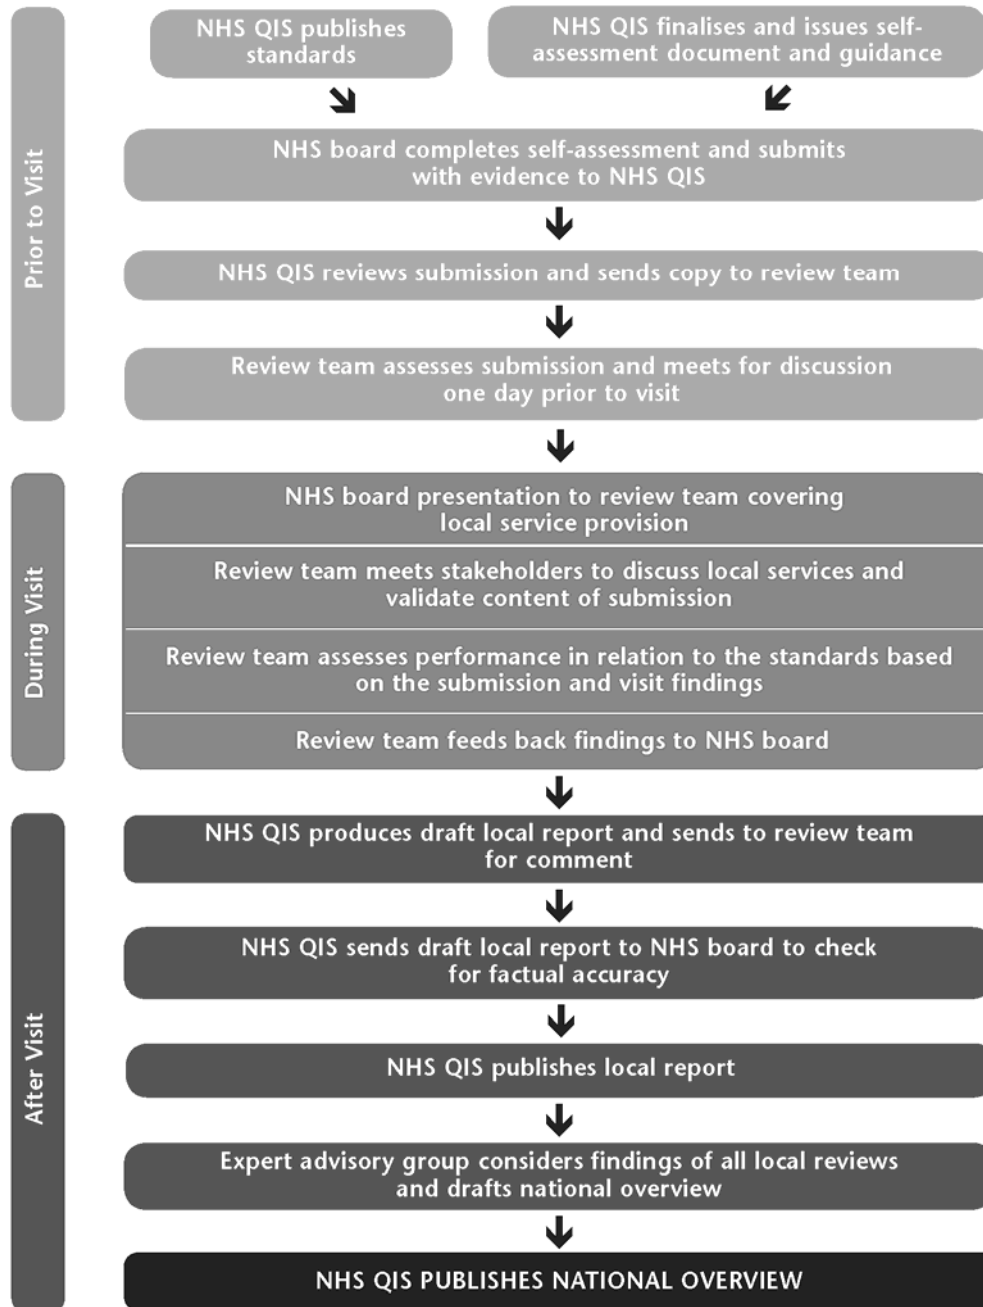 Prior to Visit
NHS QIS publishes
standards
NHS QIS finalises and issues self-
assessment document and guidance
NHS board completes self-assessment and submits
with evidence to NHS QIS
NHS QIS reviews submission and sends copy to review team
Review team assesses submission and meets for discussion
one day prior to visit
During Visit
NHS board presentation to review team covering
local service provision
Review team meets stakeholders to discuss local services and
validate content of submission
Review team assesses performance in relation to the standards based
on the submission and visit findings
Review team feeds back findings to NHS board
After Visit
NHS QIS produces draft local report and sends to review team
for comment
NHS QIS sends draft local report to NHS board to check
for factual accuracy
NHS QIS publishes local report
Expert advisory group considers findings of all local reviews
and drafts national overview
NHS QIS PUBLISHES NATIONAL OVERVIEW